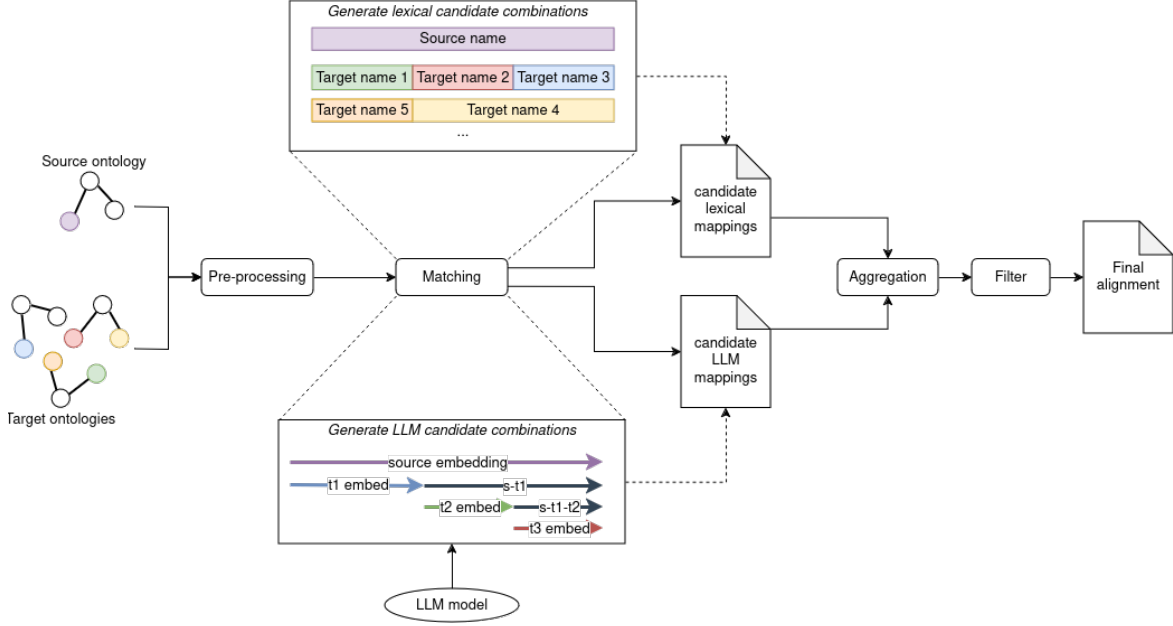 Generate lexical candidate combinations
Source name
Target name 1 Target name 2 Target name 3
Target name 5 Target name 4
...
Source ontology
candidate
lexical
mappings
Pre-processing
Matching
Aggregation
Filter
Final
alignment
candidate
LLM
mappings
Target ontologies
Generate LLM candidate combinations
source embedding
t1 embed s-t1
t2 embed s-t1-t2
t3 embed
LLM model